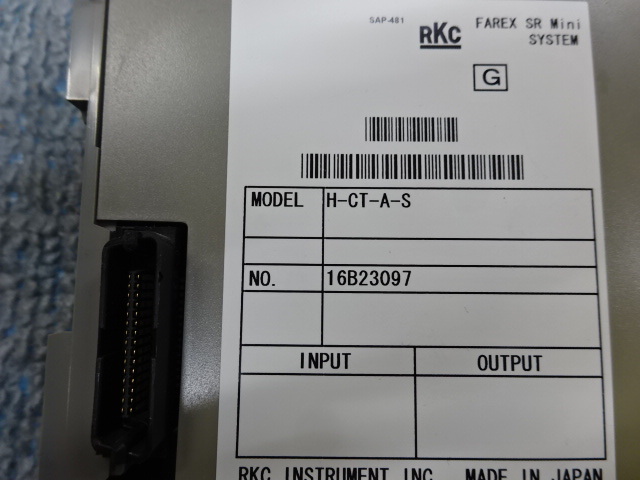 SAP-481
RKC
FAREX SR Mini
SYSTEM
G
MODEL H-CT-A-S
NO. 16B23097
INPUT OUTPUT
RKC INSTRUMENT INC. MADE IN JAPAN